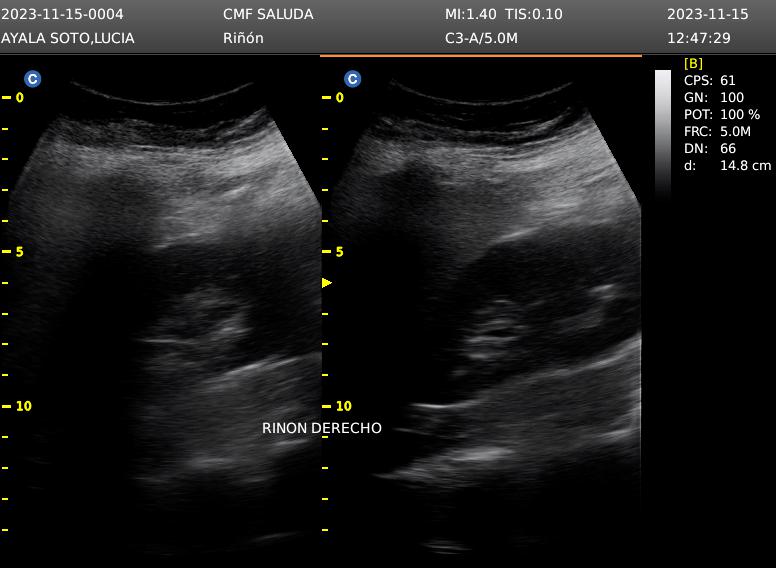 2023-11-15-0004 CMF SALUDA MI:1.40 TIS:0.10 2023-11-15
AYALA SOTO,LUCIA Riñón C3-A/5.0M 12:47:29
C C
[B]
CPS: 61
GN: 100
POT: 100 %
FRC: 5.0M
DN: 66
d: 14.8 cm
0 0
5 5
10 10
RINON DERECHO